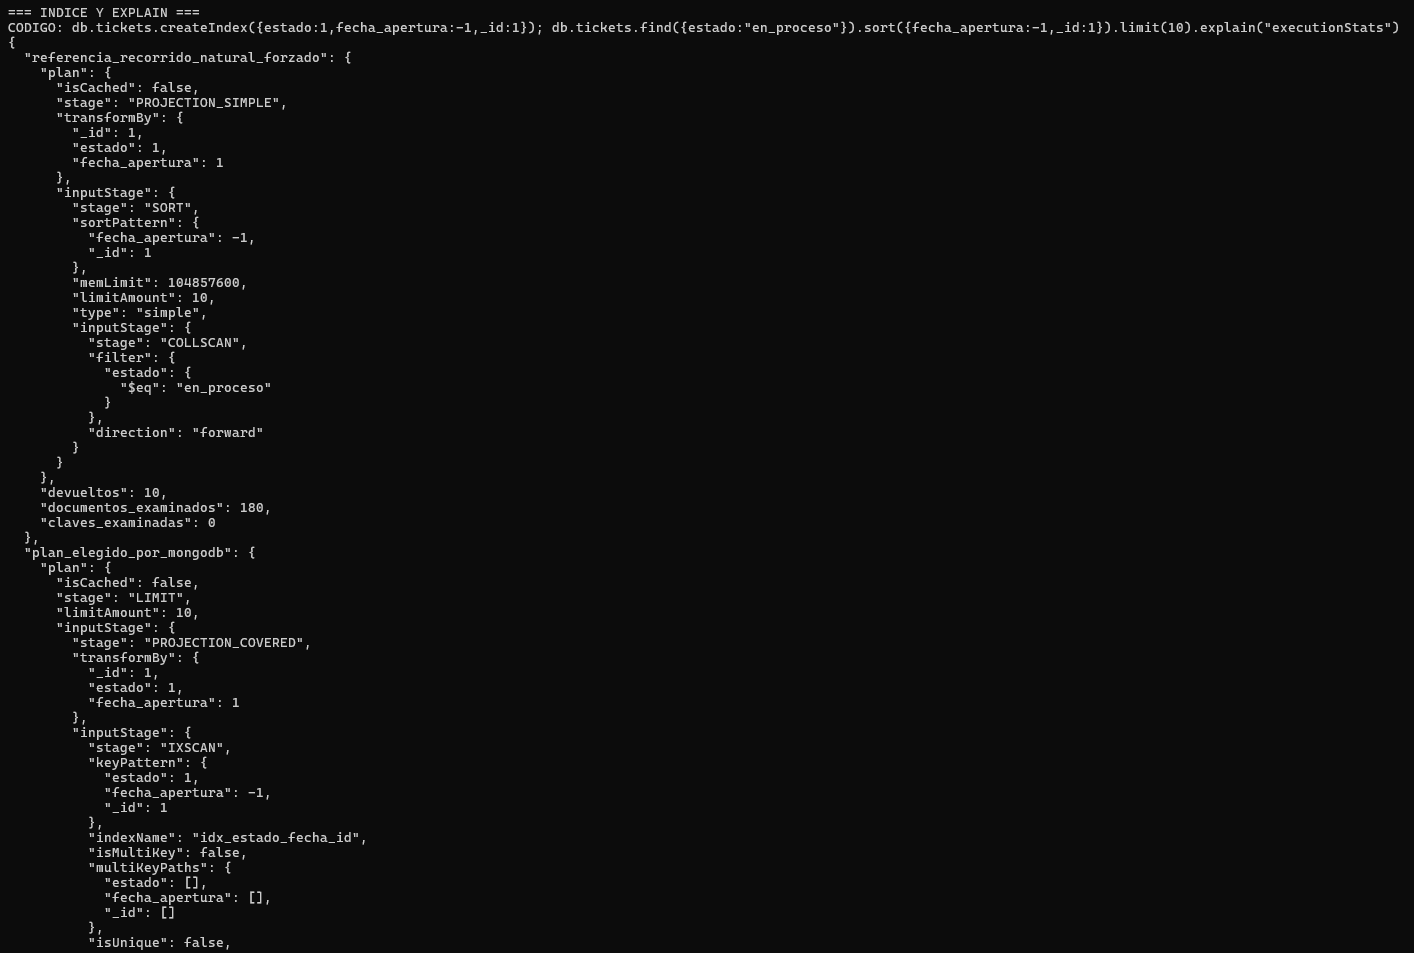 === INDICE Y EXPLAIN ===
CODIGO: db.tickets.createIndex({estado:1,fecha_apertura:-1,_id:1}); db.tickets.find({estado:"en_proceso"}).sort({fecha_apertura:-1,_id:1}).limit(10).explain("executionStats")
{
  "referencia_recorrido_natural_forzado": {
    "plan": {
      "isCached": false,
      "stage": "PROJECTION_SIMPLE",
      "transformBy": {
        "_id": 1,
        "estado": 1,
        "fecha_apertura": 1
      },
      "inputStage": {
        "stage": "SORT",
        "sortPattern": {
          "fecha_apertura": -1,
          "_id": 1
        },
        "memLimit": 104857600,
        "limitAmount": 10,
        "type": "simple",
        "inputStage": {
          "stage": "COLLSCAN",
          "filter": {
            "estado": {
              "$eq": "en_proceso"
            }
          },
          "direction": "forward"
        }
      }
    },
    "devueltos": 10,
    "documentos_examinados": 180,
    "claves_examinadas": 0
  },
  "plan_elegido_por_mongodb": {
    "plan": {
      "isCached": false,
      "stage": "LIMIT",
      "limitAmount": 10,
      "inputStage": {
        "stage": "PROJECTION_COVERED",
        "transformBy": {
          "_id": 1,
          "estado": 1,
          "fecha_apertura": 1
        },
        "inputStage": {
          "stage": "IXSCAN",
          "keyPattern": {
            "estado": 1,
            "fecha_apertura": -1,
            "_id": 1
          },
          "indexName": "idx_estado_fecha_id",
          "isMultiKey": false,
          "multiKeyPaths": {
            "estado": [],
            "fecha_apertura": [],
            "_id": []
          },
          "isUnique": false,